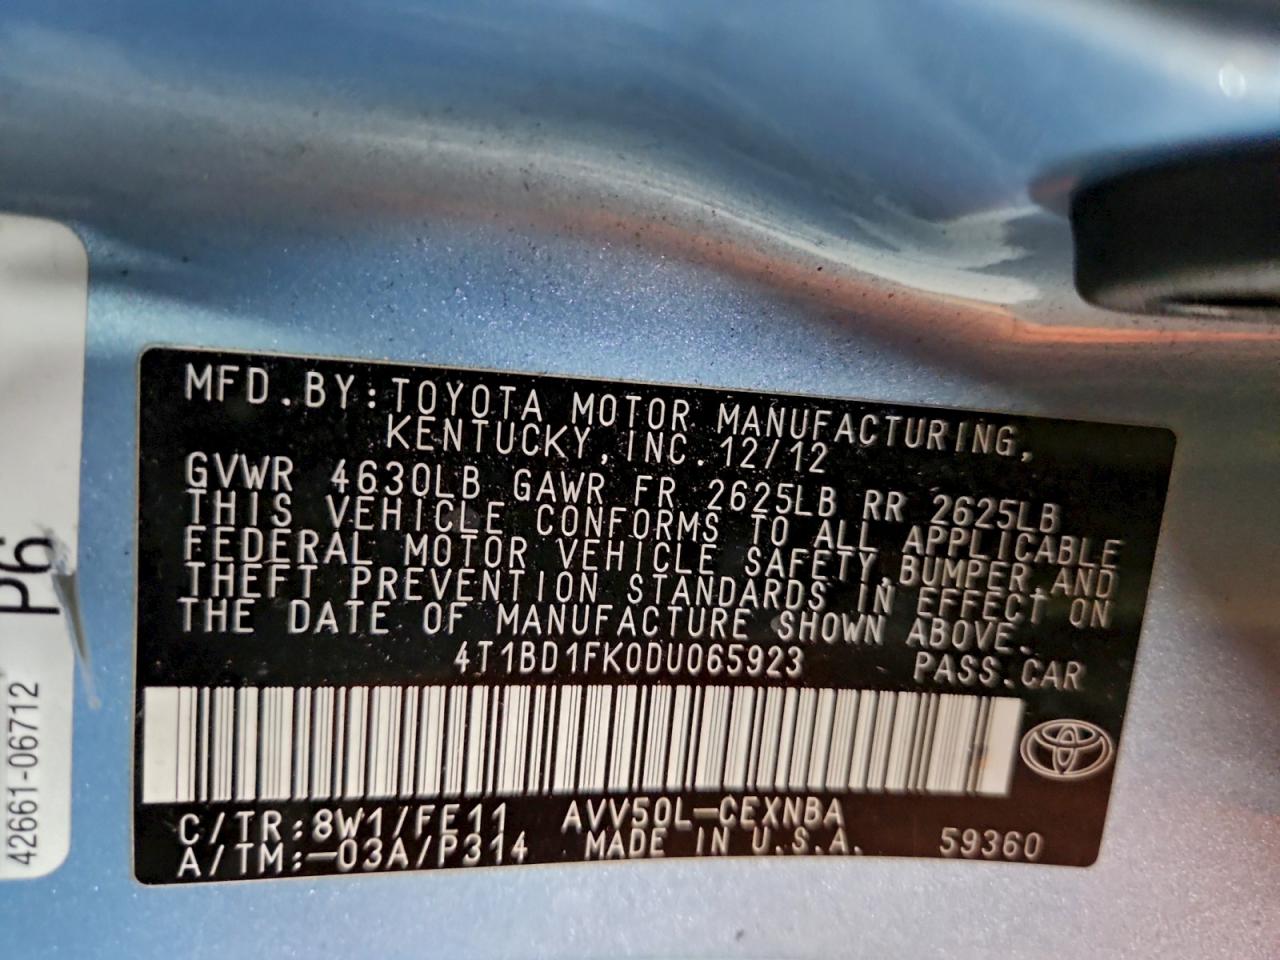 MFD.BY:TOYOTA MOTOR MANUFACTURING,
KENTUCKY, INC. 12/12
GVWR 4630LB GAWR FR 2625LB RR 2625LB
THIS VEHICLE CONFORMS TO ALL APPLICABLE
FEDERAL MOTOR VEHICLE SAFETY, BUMPER AND
THEFT PREVENTION STANDARDS IN EFFECT ON
THE DATE OF MANUFACTURE SHOWN ABOVE.
4T1BD1FK0DU065923 PASS.CAR
C/TR:8W1/FE11 AVV50L-CEXNBA
A/TM:-03A/P314 MADE IN U.S.A. 59360
P6
42661-06712